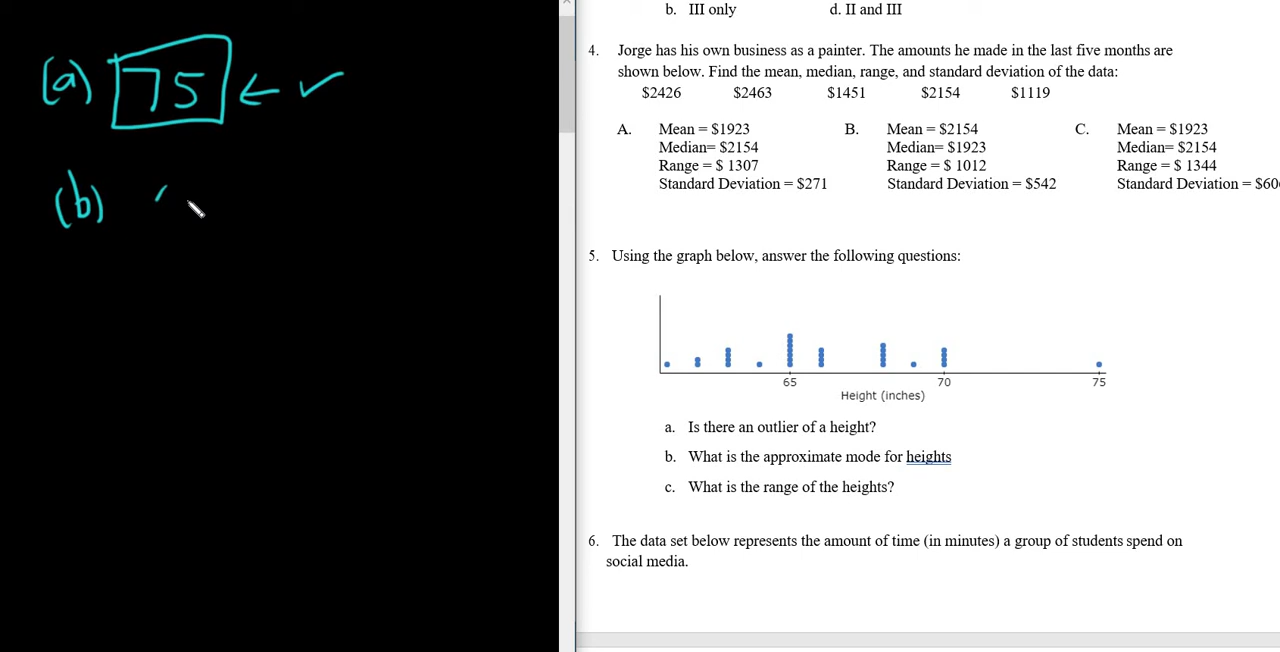 (a) 75 ← ✓
(b)
b. III only d. II and III
4. Jorge has his own business as a painter. The amounts he made in the last five months are
shown below. Find the mean, median, range, and standard deviation of the data:
$2426 $2463 $1451 $2154 $1119
A. Mean = $1923
Median= $2154
Range = $ 1307
Standard Deviation = $271
B. Mean = $2154
Median= $1923
Range = $ 1012
Standard Deviation = $542
C. Mean = $1923
Median= $2154
Range = $ 1344
Standard Deviation =
5. Using the graph below, answer the following questions:
65 70 75
Height (inches)
a. Is there an outlier of a height?
b. What is the approximate mode for heights
c. What is the range of the heights?
6. The data set below represents the amount of time (in minutes) a group of students spend on
social media.